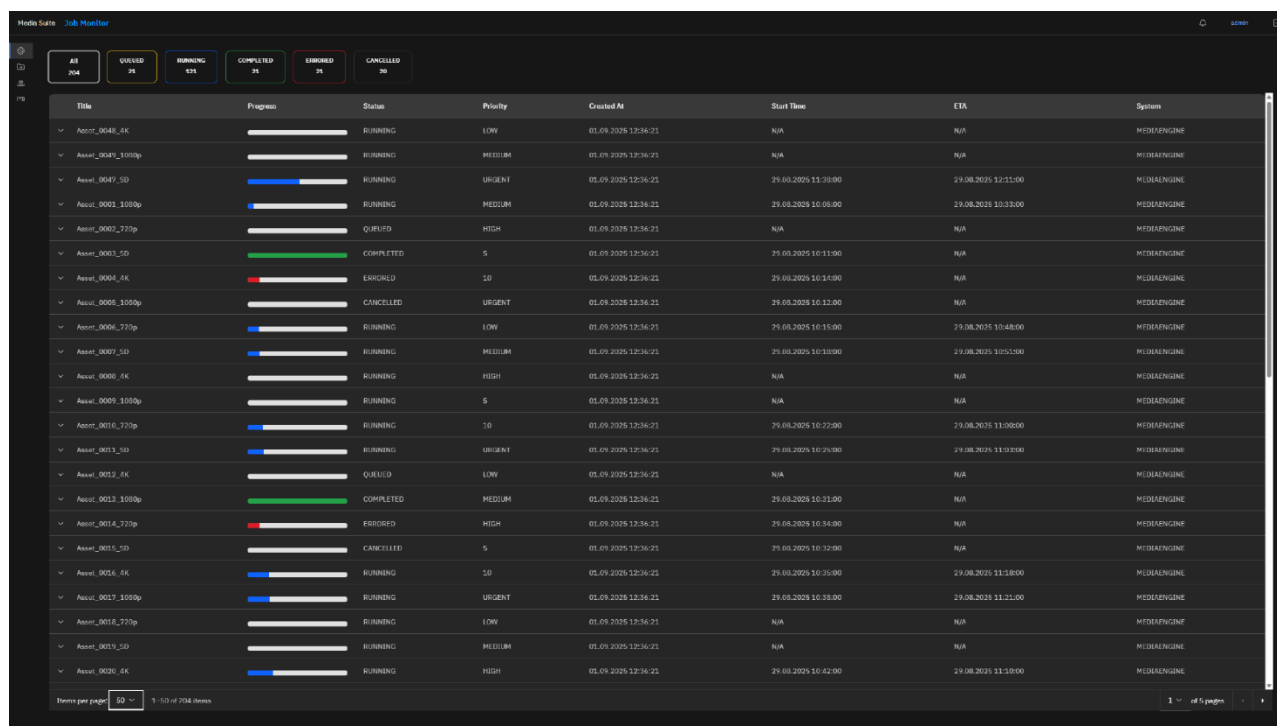 Media Suite Job Monitor admin
All QUEUED RUNNING COMPLETED ERRORED CANCELLED
204 21 121 21 21 20
Title Progress Status Priority Created At Start Time ETA System
Asset_0048_4K RUNNING LOW 01.09.2025 12:36:21 N/A N/A MEDIAENGINE
Asset_0049_1080p RUNNING MEDIUM 01.09.2025 12:36:21 N/A N/A MEDIAENGINE
Asset_0047_SD RUNNING URGENT 01.09.2025 12:36:21 29.08.2025 11:38:00 29.08.2025 12:11:00 MEDIAENGINE
Asset_0001_1080p RUNNING MEDIUM 01.09.2025 12:36:21 29.08.2025 10:08:00 29.08.2025 10:33:00 MEDIAENGINE
Asset_0002_720p QUEUED HIGH 01.09.2025 12:36:21 N/A N/A MEDIAENGINE
Asset_0003_SD COMPLETED 5 01.09.2025 12:36:21 29.08.2025 10:11:00 N/A MEDIAENGINE
Asset_0004_4K ERRORED 10 01.09.2025 12:36:21 29.08.2025 10:14:00 N/A MEDIAENGINE
Asset_0005_1080p CANCELLED URGENT 01.09.2025 12:36:21 29.08.2025 10:12:00 N/A MEDIAENGINE
Asset_0006_720p RUNNING LOW 01.09.2025 12:36:21 29.08.2025 10:15:00 29.08.2025 10:48:00 MEDIAENGINE
Asset_0007_SD RUNNING MEDIUM 01.09.2025 12:36:21 29.08.2025 10:18:00 29.08.2025 10:51:00 MEDIAENGINE
Asset_0008_4K RUNNING HIGH 01.09.2025 12:36:21 N/A N/A MEDIAENGINE
Asset_0009_1080p RUNNING 5 01.09.2025 12:36:21 N/A N/A MEDIAENGINE
Asset_0010_720p RUNNING 10 01.09.2025 12:36:21 29.08.2025 10:22:00 29.08.2025 11:00:00 MEDIAENGINE
Asset_0011_SD RUNNING URGENT 01.09.2025 12:36:21 29.08.2025 10:25:00 29.08.2025 11:03:00 MEDIAENGINE
Asset_0012_4K QUEUED LOW 01.09.2025 12:36:21 N/A N/A MEDIAENGINE
Asset_0013_1080p COMPLETED MEDIUM 01.09.2025 12:36:21 29.08.2025 10:31:00 N/A MEDIAENGINE
Asset_0014_720p ERRORED HIGH 01.09.2025 12:36:21 29.08.2025 10:34:00 N/A MEDIAENGINE
Asset_0015_SD CANCELLED 5 01.09.2025 12:36:21 29.08.2025 10:32:00 N/A MEDIAENGINE
Asset_0016_4K RUNNING 10 01.09.2025 12:36:21 29.08.2025 10:35:00 29.08.2025 11:18:00 MEDIAENGINE
Asset_0017_1080p RUNNING URGENT 01.09.2025 12:36:21 29.08.2025 10:38:00 29.08.2025 11:21:00 MEDIAENGINE
Asset_0018_720p RUNNING LOW 01.09.2025 12:36:21 N/A N/A MEDIAENGINE
Asset_0019_SD RUNNING MEDIUM 01.09.2025 12:36:21 N/A N/A MEDIAENGINE
Asset_0020_4K RUNNING HIGH 01.09.2025 12:36:21 29.08.2025 10:42:00 29.08.2025 11:10:00 MEDIAENGINE
Items per page: 50 1-50 of 204 items 1 of 5 pages